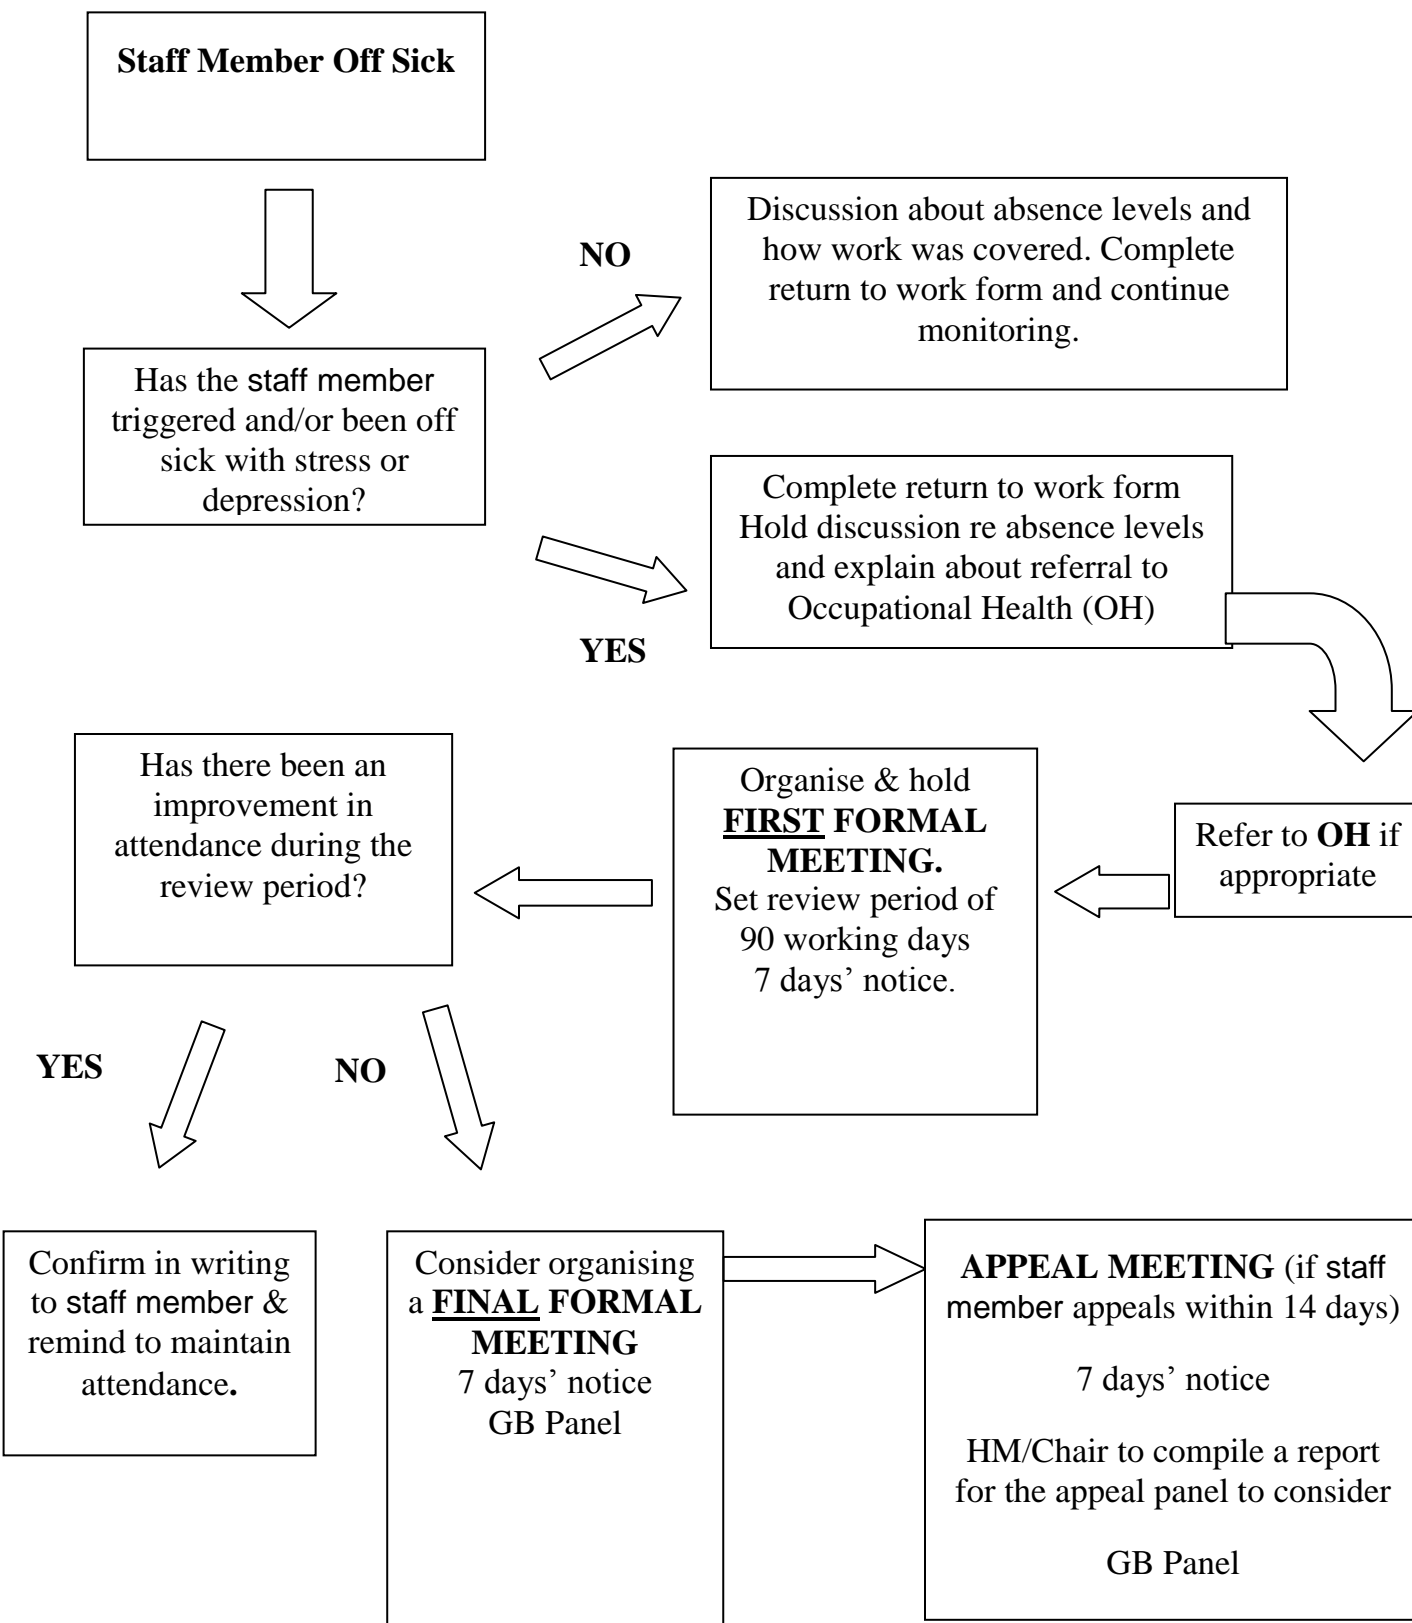 Staff Member Off Sick
NO
Discussion about absence levels and
how work was covered. Complete
return to work form and continue
monitoring.
Has the staff member
triggered and/or been off
sick with stress or
depression?
Complete return to work form
Hold discussion re absence levels
and explain about referral to
Occupational Health (OH)
YES
Refer to OH if
appropriate
Organise & hold
FIRST FORMAL
MEETING.
Set review period of
90 working days
7 days’ notice.
Has there been an
improvement in
attendance during the
review period?
YES
NO
Confirm in writing
to staff member &
remind to maintain
attendance.
Consider organising
a FINAL FORMAL
MEETING
7 days’ notice
GB Panel
APPEAL MEETING (if staff
member appeals within 14 days)
7 days’ notice
HM/Chair to compile a report
for the appeal panel to consider
GB Panel